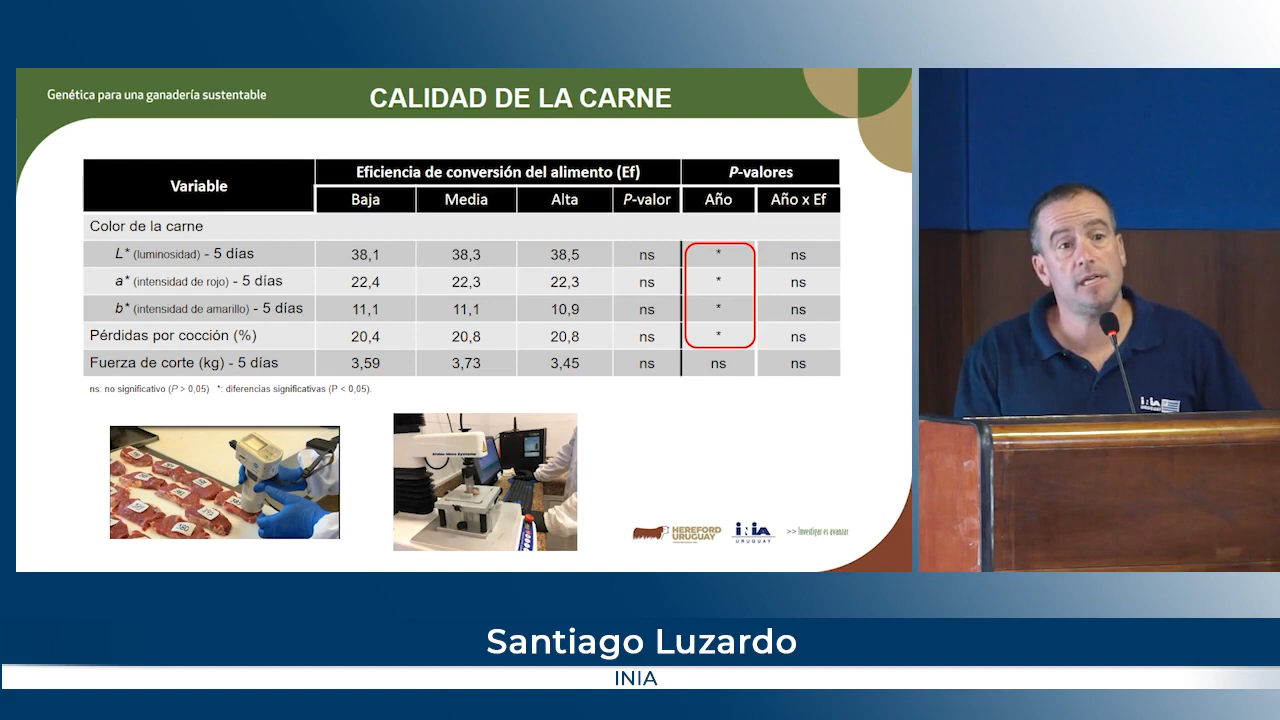 Genética para una ganadería sustentable
CALIDAD DE LA CARNE
Variable Eficiencia de conversión del alimento (Ef) P-valores
Baja Media Alta P-valor Año Año x Ef
Color de la carne
L* (luminosidad) - 5 días 38,1 38,3 38,5 ns * ns
a* (intensidad de rojo) - 5 días 22,4 22,3 22,3 ns * ns
b* (intensidad de amarillo) - 5 días 11,1 11,1 10,9 ns * ns
Pérdidas por cocción (%) 20,4 20,8 20,8 ns * ns
Fuerza de corte (kg) - 5 días 3,59 3,73 3,45 ns ns ns
ns: no significativo (P > 0,05) *: diferencias significativas (P < 0,05).
HEREFORD
URUGUAY
INIA
URUGUAY
>> Investigar es avanzar
INIA
URUGUAY
Santiago Luzardo
INIA